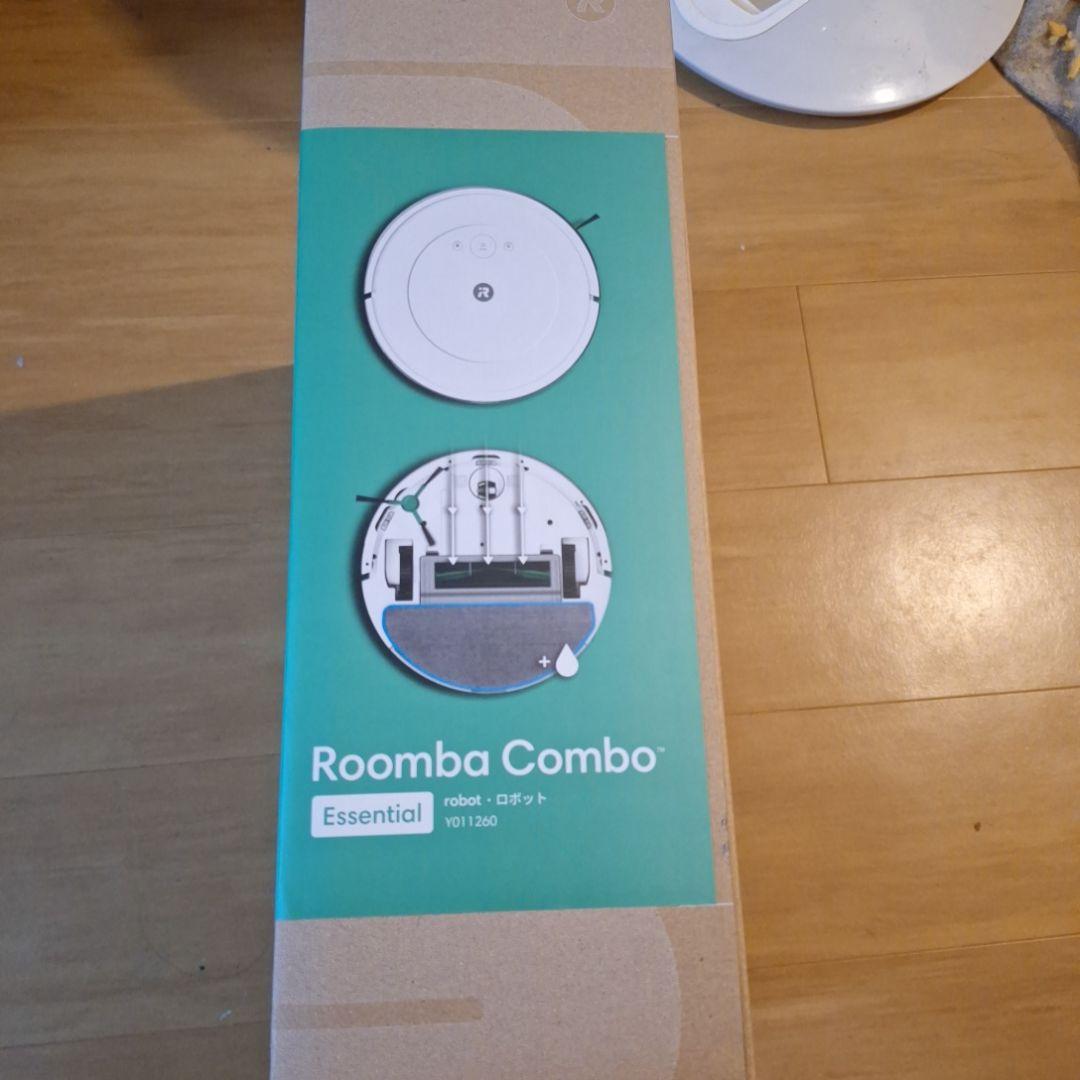 Roomba Combo™
Essential
robot・ロボット
Y011260